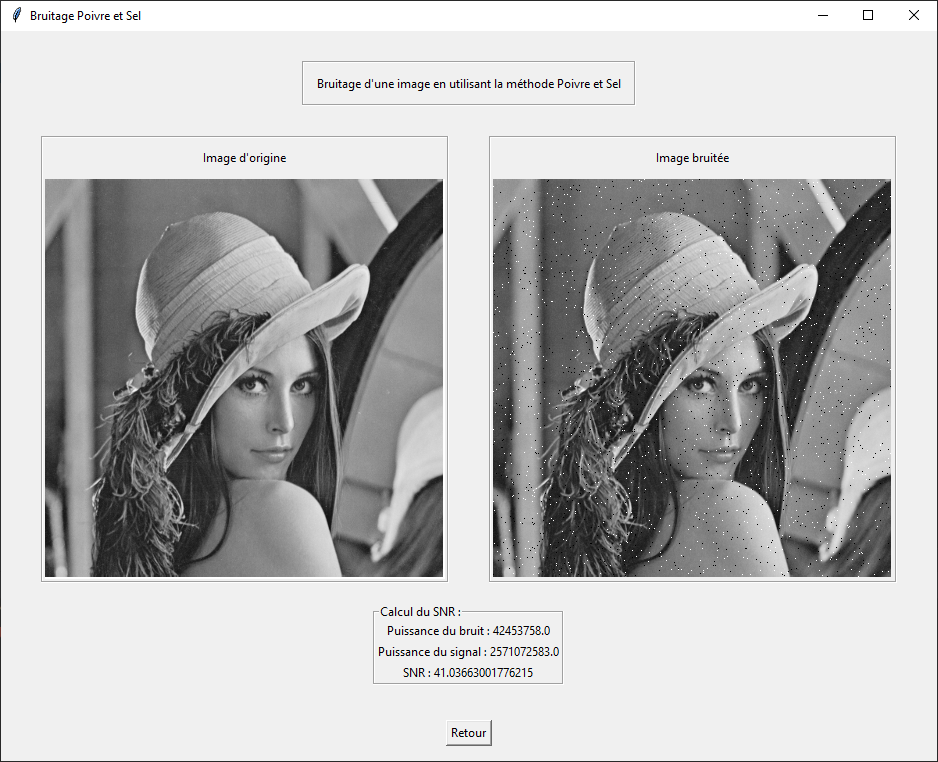 Bruitage Poivre et Sel
Bruitage d'une image en utilisant la méthode Poivre et Sel
Image d'origine
Image bruitée
Calcul du SNR :
Puissance du bruit : 42453758.0
Puissance du signal : 2571072583.0
SNR : 41.03663001776215
Retour